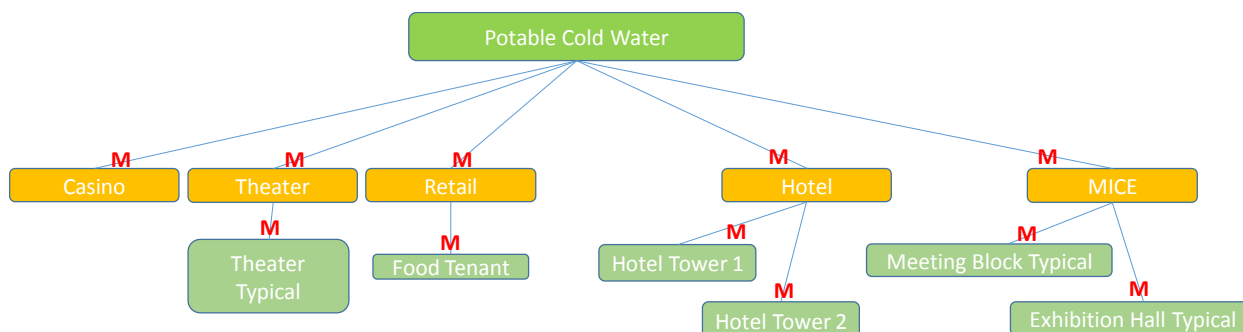 Potable Cold Water
M M M M M
Casino Theater Retail Hotel MICE
M M M M
Theater
Typical
Food Tenant
Hotel Tower 1
Meeting Block Typical
M M
Hotel Tower 2
Exhibition Hall Typical